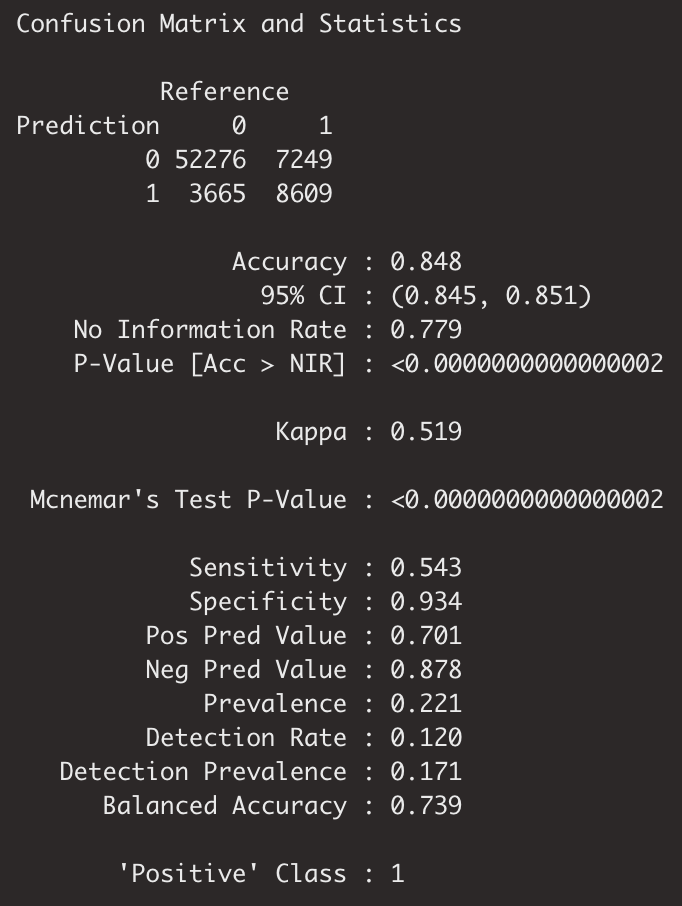 Confusion Matrix and Statistics
Reference
Prediction 0 1
0 52276 7249
1 3665 8609
Accuracy : 0.848
95% CI : (0.845, 0.851)
No Information Rate : 0.779
P-Value [Acc > NIR] : <0.0000000000000002
Kappa : 0.519
Mcnemar's Test P-Value : <0.0000000000000002
Sensitivity : 0.543
Specificity : 0.934
Pos Pred Value : 0.701
Neg Pred Value : 0.878
Prevalence : 0.221
Detection Rate : 0.120
Detection Prevalence : 0.171
Balanced Accuracy : 0.739
'Positive' Class : 1